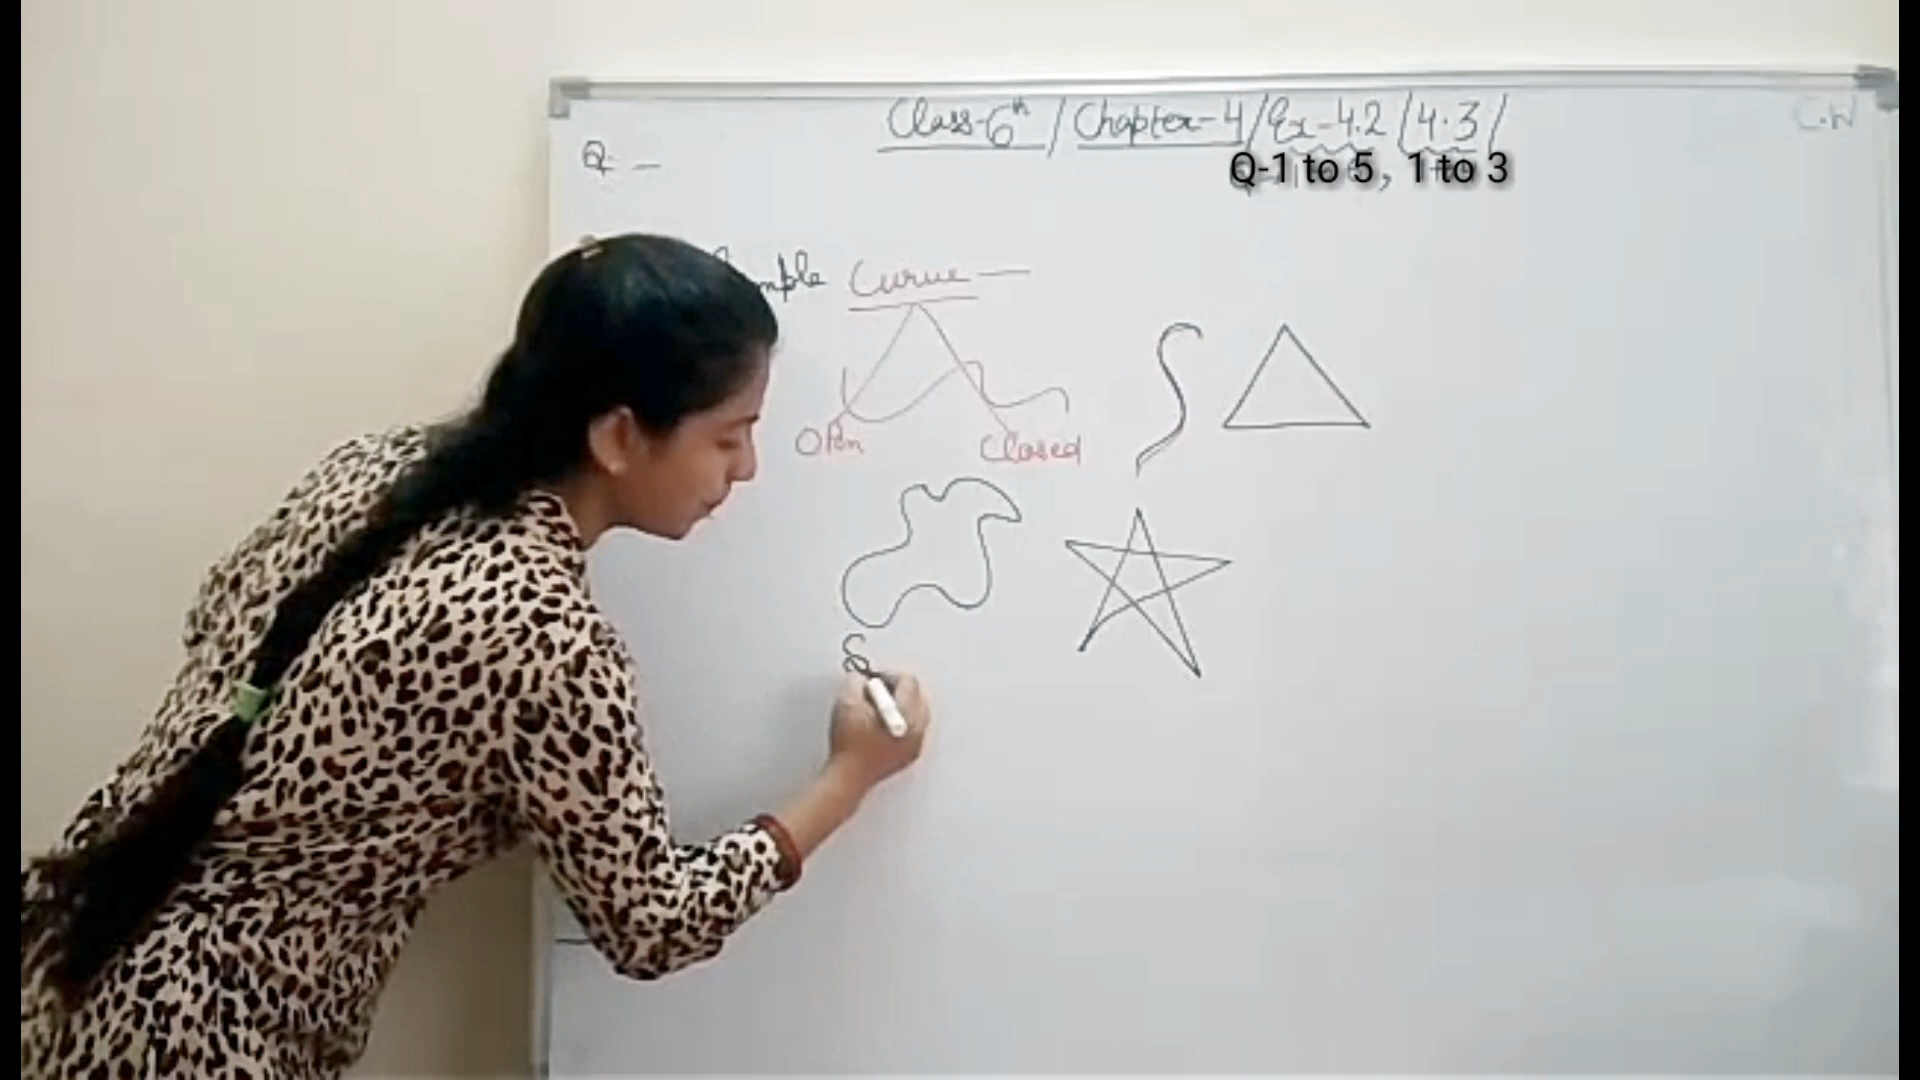 Class-6th / Chapter-4 / Ex-4.2 / 4.3 /
C.W
Q-1 to 5, 1 to 3
Q. —
Curve —
Open Closed